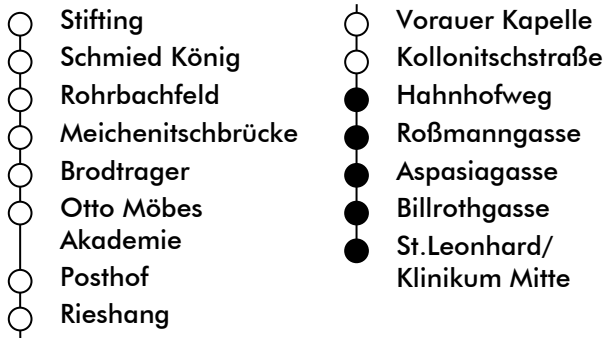 Stifting
Schmied König
Rohrbachfeld
Meichenitschbrücke
Brodtrager
Otto Möbes
Akademie
Posthof
Rieshang
Vorauer Kapelle
Kollonitschstraße
Hahnhofweg
Roßmanngasse
Aspasiagasse
Billrothgasse
St.Leonhard/
Klinikum Mitte